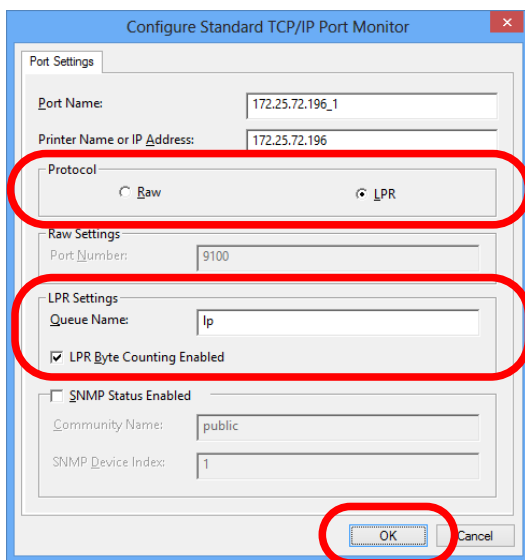 Configure Standard TCP/IP Port Monitor
Port Settings
Port Name: 172.25.72.196_1
Printer Name or IP Address: 172.25.72.196
Protocol
Raw LPR
Raw Settings
Port Number: 9100
LPR Settings
Queue Name: lp
LPR Byte Counting Enabled
SNMP Status Enabled
Community Name: public
SNMP Device Index: 1
OK Cancel